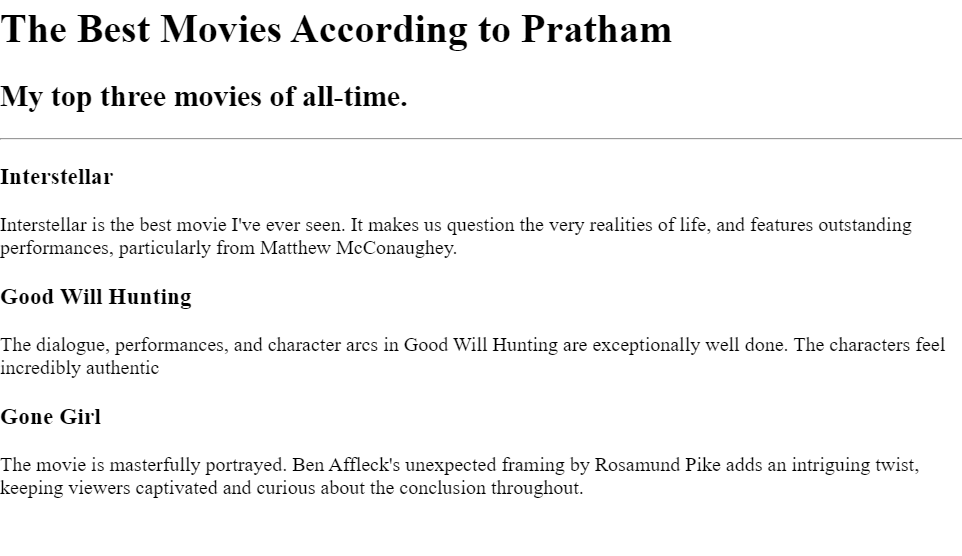 The Best Movies According to Pratham
My top three movies of all-time.
Interstellar
Interstellar is the best movie I've ever seen. It makes us question the very realities of life, and features outstanding
performances, particularly from Matthew McConaughey.
Good Will Hunting
The dialogue, performances, and character arcs in Good Will Hunting are exceptionally well done. The characters feel
incredibly authentic
Gone Girl
The movie is masterfully portrayed. Ben Affleck's unexpected framing by Rosamund Pike adds an intriguing twist,
keeping viewers captivated and curious about the conclusion throughout.